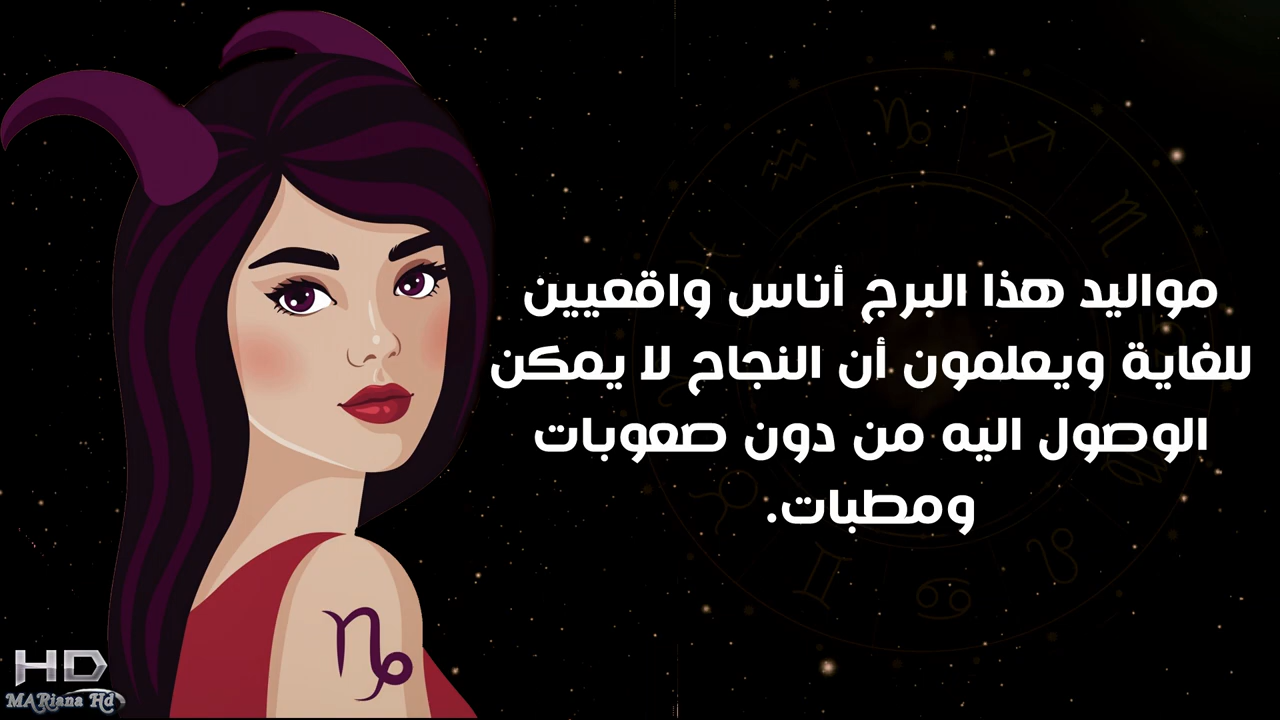 مواليد هذا البرج أناس واقعيين
للغاية ويعلمون أن النجاح لا يمكن
الوصول اليه من دون صعوبات
ومطبات.
HD
MARiana Hd